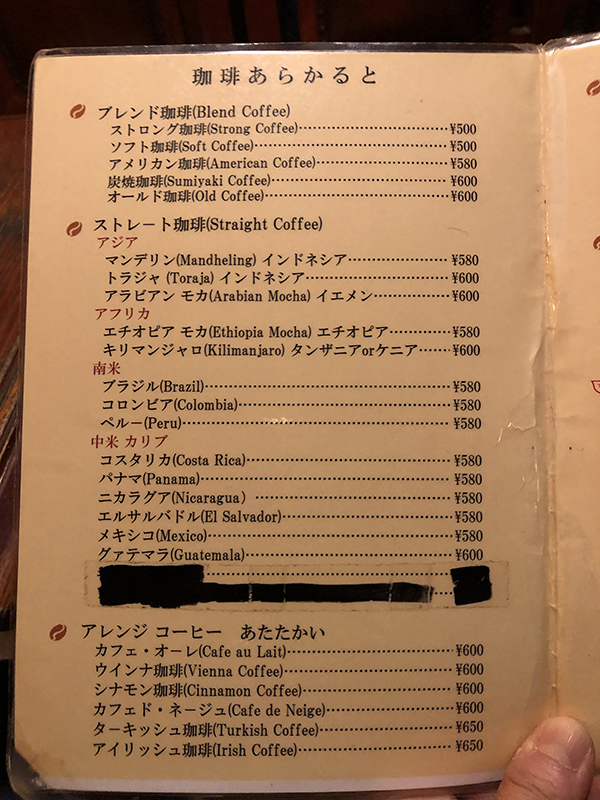 珈琲あらかると
ブレンド珈琲(Blend Coffee)
ストロング珈琲(Strong Coffee)‥‥‥‥‥‥‥‥‥‥¥500
ソフト珈琲(Soft Coffee)‥‥‥‥‥‥‥‥‥‥¥500
アメリカン珈琲(American Coffee)‥‥‥‥‥‥‥‥‥‥¥580
炭焼珈琲(Sumiyaki Coffee)‥‥‥‥‥‥‥‥‥‥¥600
オールド珈琲(Old Coffee)‥‥‥‥‥‥‥‥‥‥¥600
ストレート珈琲(Straight Coffee)
アジア
マンデリン(Mandheling) インドネシア‥‥‥‥‥‥¥580
トラジャ (Toraja) インドネシア‥‥‥‥‥‥‥‥¥600
アラビアン モカ(Arabian Mocha) イエメン‥‥‥‥‥¥600
アフリカ
エチオピア モカ(Ethiopia Mocha) エチオピア‥‥‥‥¥580
キリマンジャロ(Kilimanjaro) タンザニアorケニア‥‥¥600
南米
ブラジル(Brazil)‥‥‥‥‥‥‥‥‥‥¥580
コロンビア(Colombia)‥‥‥‥‥‥‥‥‥‥¥580
ペルー(Peru)‥‥‥‥‥‥‥‥‥‥¥580
中米 カリブ
コスタリカ(Costa Rica)‥‥‥‥‥‥‥‥‥‥¥580
パナマ(Panama)‥‥‥‥‥‥‥‥‥‥¥580
ニカラグア(Nicaragua) ‥‥‥‥‥‥‥‥‥‥¥580
エルサルバドル(El Salvador)‥‥‥‥‥‥‥‥‥‥¥580
メキシコ(Mexico)‥‥‥‥‥‥‥‥‥‥¥580
グァテマラ(Guatemala)‥‥‥‥‥‥‥‥‥‥¥600
アレンジ コーヒー　あたたかい
カフェ・オーレ(Cafe au Lait)‥‥‥‥‥‥‥‥‥‥¥600
ウインナ珈琲(Vienna Coffee)‥‥‥‥‥‥‥‥‥‥¥600
シナモン珈琲(Cinnamon Coffee)‥‥‥‥‥‥‥‥‥‥¥600
カフェド・ネージュ(Cafe de Neige)‥‥‥‥‥‥‥‥¥600
ターキッシュ珈琲(Turkish Coffee)‥‥‥‥‥‥‥‥¥650
アイリッシュ珈琲(Irish Coffee)‥‥‥‥‥‥‥‥‥‥¥650